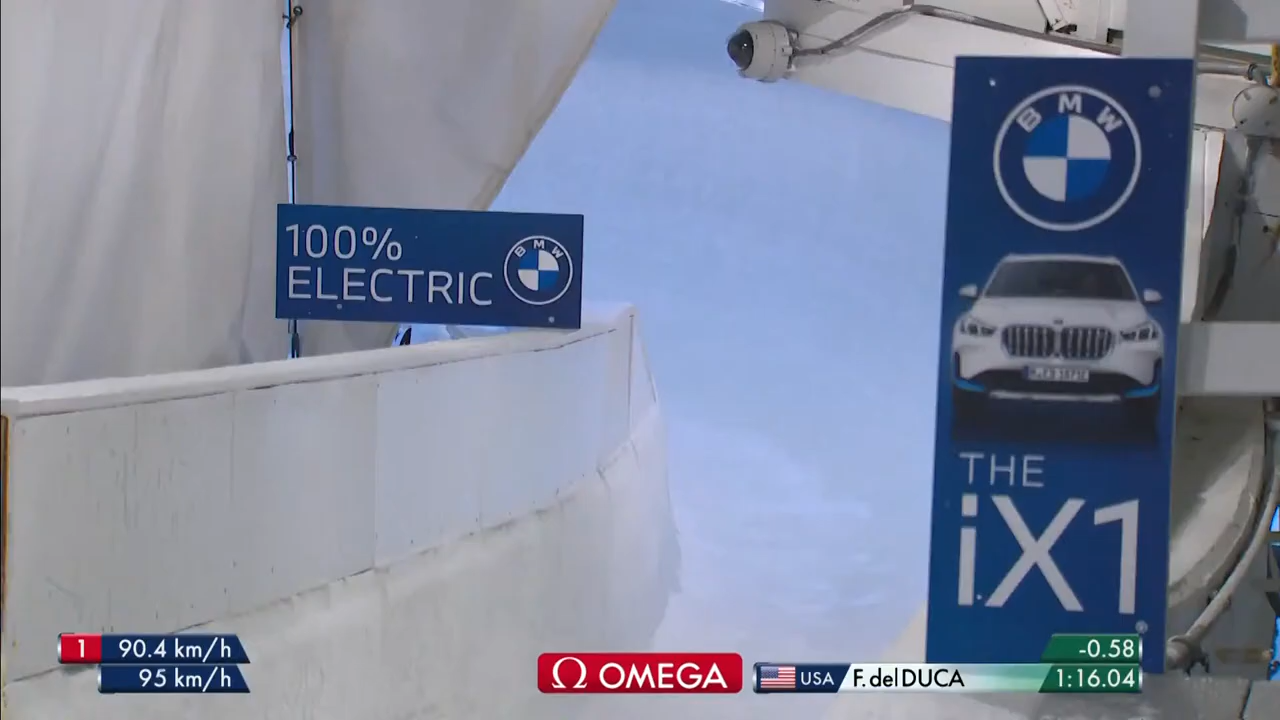 BMW
100%
ELECTRIC
BMW
THE
iX1
1 90.4 km/h
95 km/h
Ω OMEGA
USA F. del DUCA
-0.58
1:16.04